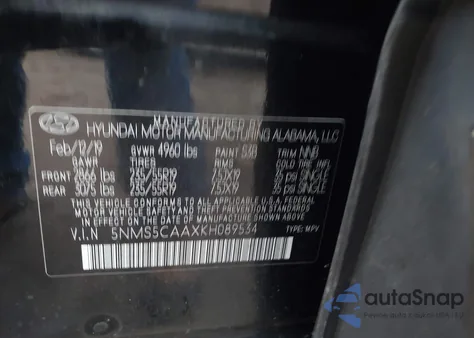 MANUFACTURED BY
HYUNDAI MOTOR MANUFACTURING ALABAMA, LLC
Feb/12/19 GVWR 4960 lbs PAINT S3B TRIM NNB
GAWR TIRES RIMS
FRONT 2866 lbs 235/55R19 7.5JX19 35 PSI SINGLE
REAR 3075 lbs 235/55R19 7.5JX19 35 PSI SINGLE
THIS VEHICLE CONFORMS TO ALL APPLICABLE U.S. FEDERAL
MOTOR VEHICLE SAFETY, BUMPER, AND THEFT PREVENTION
STANDARDS IN EFFECT ON THE DATE OF MANUFACTURE SHOWN ABOVE.
V.I.N 5NMS5CAAXKH089534
TYPE: MPV
autoSnap